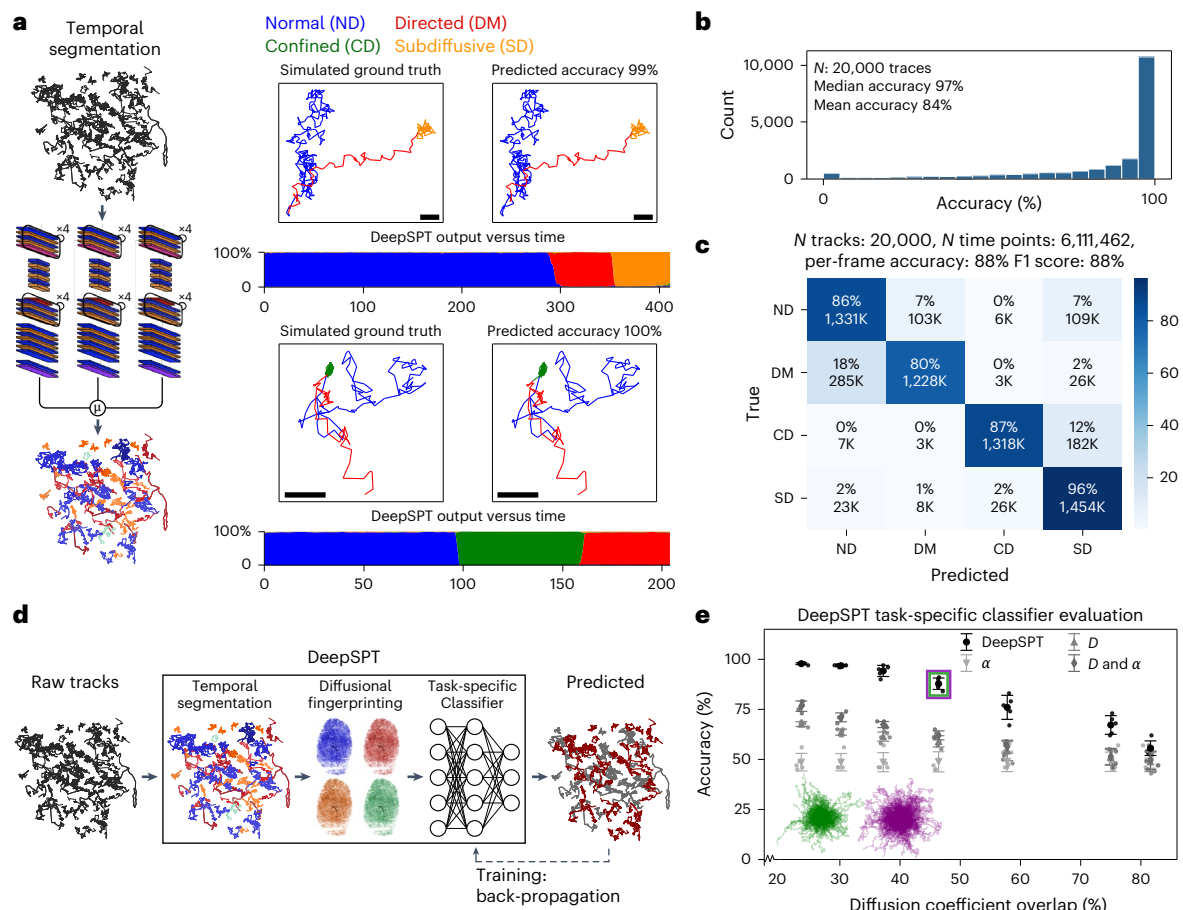 a
Temporal
segmentation
×4
×4
×4
×4
×4
×4
µ
Normal (ND)
Directed (DM)
Confined (CD)
Subdiffusive (SD)
Simulated ground truth
Predicted accuracy 99%
DeepSPT output versus time
100%
0
0
100
200
300
400
Simulated ground truth
Predicted accuracy 100%
DeepSPT output versus time
100%
0
0
50
100
150
200
b
N: 20,000 traces
Median accuracy 97%
Mean accuracy 84%
Count
10,000
5,000
0
0
100
Accuracy (%)
c
N tracks: 20,000, N time points: 6,111,462,
per-frame accuracy: 88% F1 score: 88%
True
ND
86%
1,331K
7%
103K
0%
6K
7%
109K
DM
18%
285K
80%
1,228K
0%
3K
2%
26K
CD
0%
7K
0%
3K
87%
1,318K
12%
182K
SD
2%
23K
1%
8K
2%
26K
96%
1,454K
ND
DM
CD
SD
Predicted
80
60
40
20
d
DeepSPT
Raw tracks
Temporal
segmentation
Diffusional
fingerprinting
Task-specific
Classifier
Predicted
Training:
back-propagation
e
DeepSPT task-specific classifier evaluation
DeepSPT
D
α
D and α
Accuracy (%)
100
75
50
25
0
20
30
40
50
60
70
80
Diffusion coefficient overlap (%)